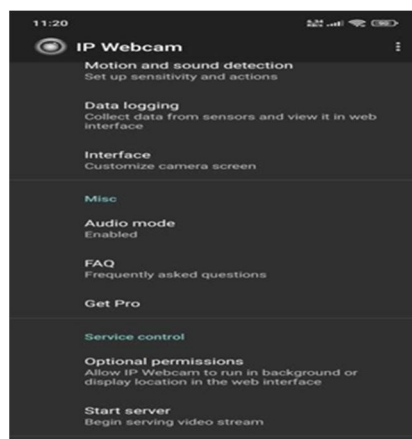 11:20
IP Webcam
Motion and sound detection
Set up sensitivity and actions
Data logging
Collect data from sensors and view it in web
interface
Interface
Customize camera screen
Misc
Audio mode
Enabled
FAQ
Frequently asked questions
Get Pro
Service control
Optional permissions
Allow IP Webcam to run in background or
display location in the web interface
Start server
Begin serving video stream